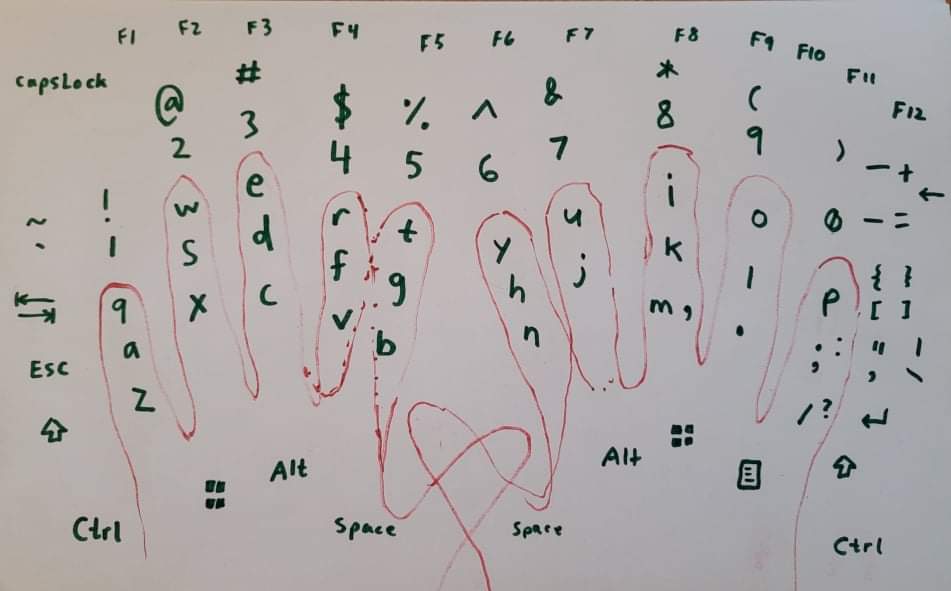 F1 F2 F3 F4 F5 F6 F7 F8 F9 F10 F11 F12
CapsLock
@ # $ % ^ & * ( ) - +
2 3 4 5 6 7 8 9 0 - = ←
~ !
` 1
w e r t y u i o p { }
q [ ]
a s d f g h j k l ; : " |
, \
z x c v b n m , . / ? ↵
⇤
⇥
Esc
⇧ ⇧
Alt Alt
Ctrl Space Space Ctrl